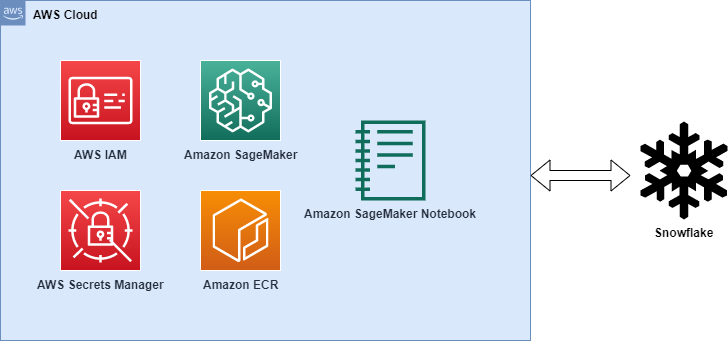 aws
AWS Cloud
AWS IAM
Amazon SageMaker
Amazon SageMaker Notebook
AWS Secrets Manager
Amazon ECR
Snowflake